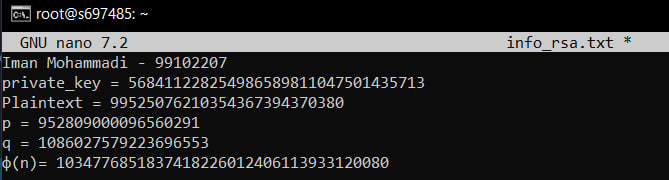 root@s697485: ~
GNU nano 7.2 info_rsa.txt *
Iman Mohammadi - 99102207
private_key = 568411228254986589811047501435713
Plaintext = 99525076210354367394370380
p = 952809000096560291
q = 1086027579223696553
ϕ(n)= 1034776851837418226012406113933120080